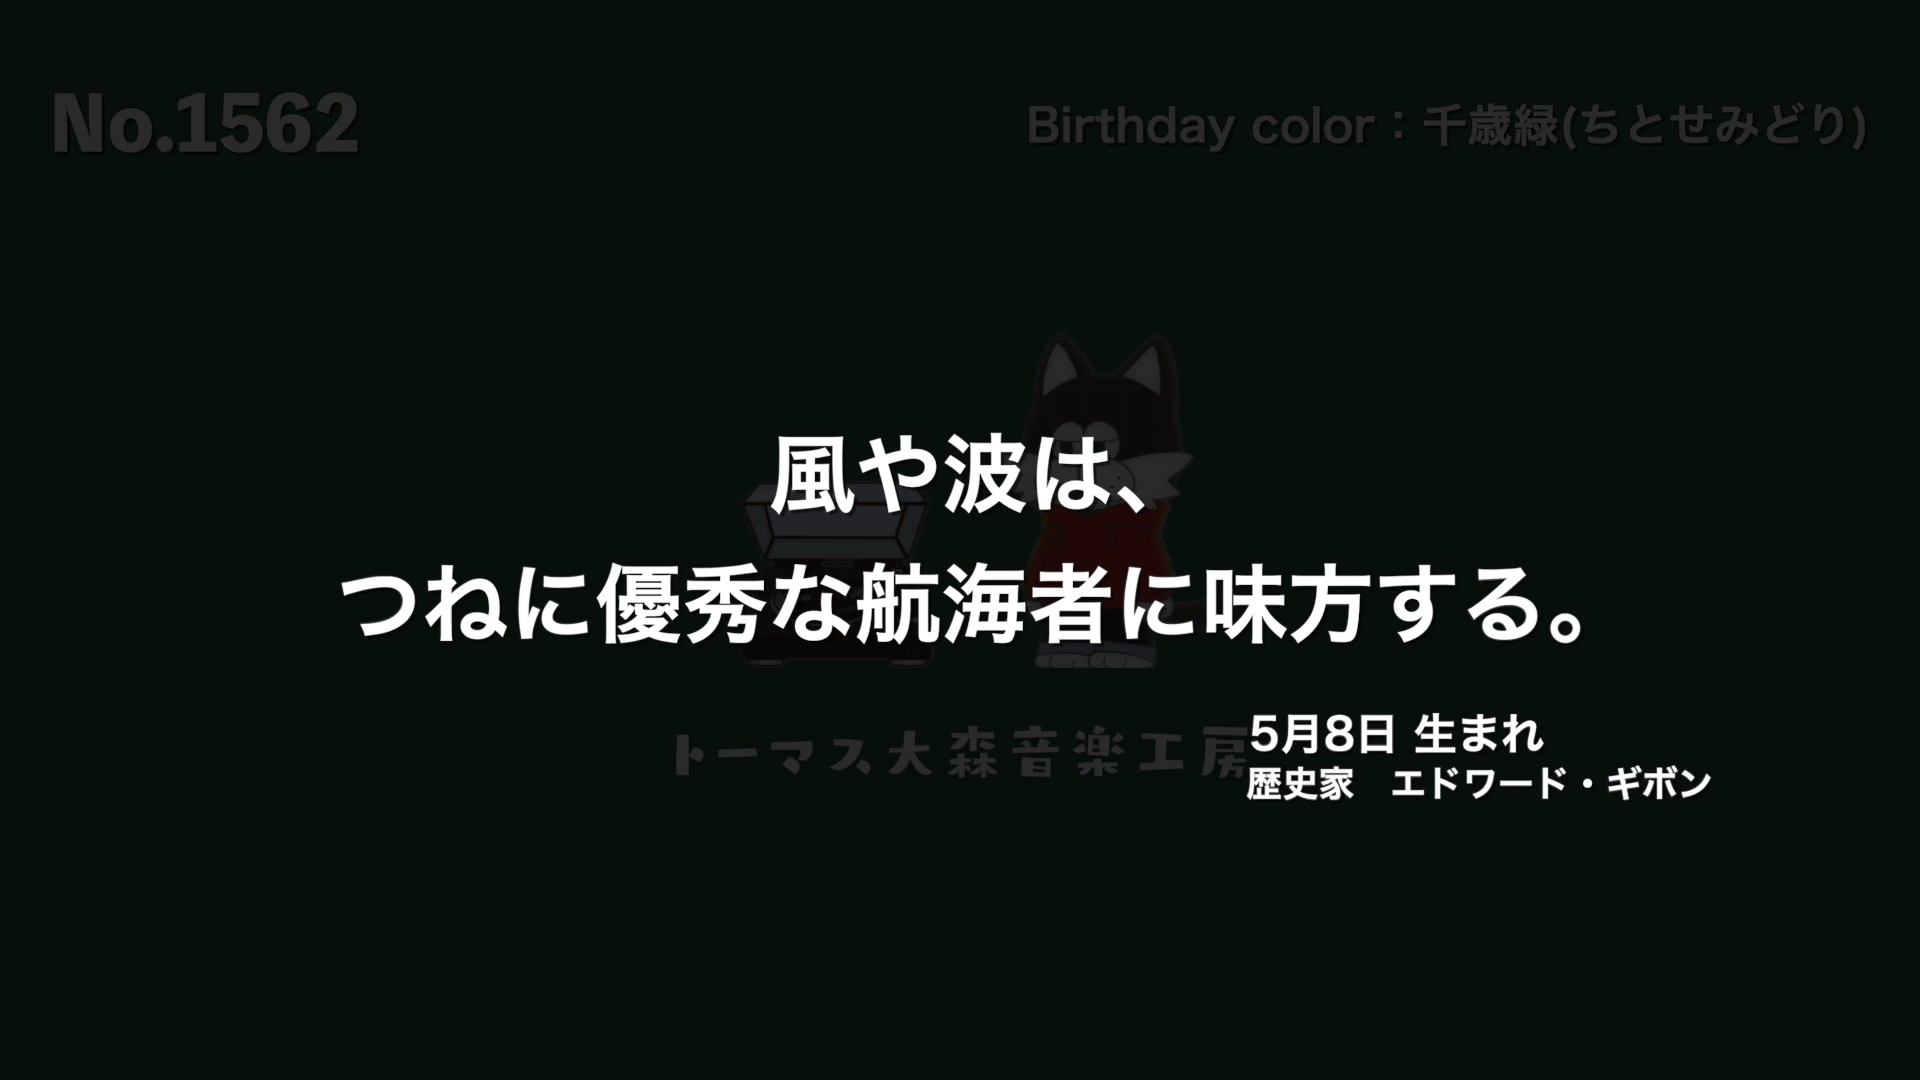 No.1562
Birthday color：千歳緑(ちとせみどり)
風や波は、
つねに優秀な航海者に味方する。
トーマス大森音楽工房
5月8日 生まれ
歴史家　エドワード・ギボン